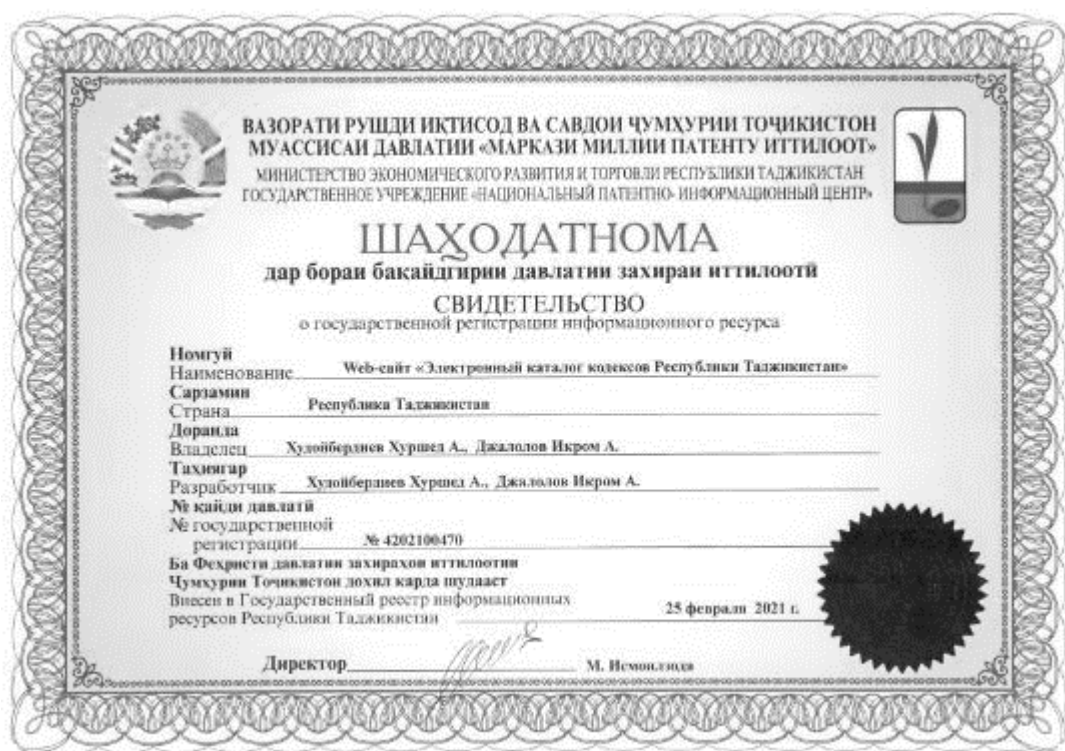 ВАЗОРАТИ РУШДИ ИҚТИСОД ВА САВДОИ ҶУМҲУРИИ ТОҶИКИСТОН
МУАССИСАИ ДАВЛАТИИ «МАРКАЗИ МИЛЛИИ ПАТЕНТУ ИТТИЛООТ»
МИНИСТЕРСТВО ЭКОНОМИЧЕСКОГО РАЗВИТИЯ И ТОРГОВЛИ РЕСПУБЛИКИ ТАДЖИКИСТАН
ГОСУДАРСТВЕННОЕ УЧРЕЖДЕНИЕ «НАЦИОНАЛЬНЫЙ ПАТЕНТНО- ИНФОРМАЦИОННЫЙ ЦЕНТР»
ШАҲОДАТНОМА
дар бораи бақайдгирии давлатии захираи иттилоотӣ
СВИДЕТЕЛЬСТВО
о государственной регистрации информационного ресурса
Номгӯй
Наименование Web-сайт «Электронный каталог кодексов Республики Таджикистан»
Сарзамин
Страна Республика Таджикистан
Доранда
Владелец Худойбердиев Хуршед А., Джалолов Икром А.
Таҳиягар
Разработчик Худойбердиев Хуршед А., Джалолов Икром А.
№ қайди давлатӣ
№ государственной
регистрации № 4202100470
Ба Феҳристи давлатии захираҳои иттилоотии
Ҷумҳурии Тоҷикистон дохил карда шудааст
Внесен в Государственный реестр информационных
ресурсов Республики Таджикистан 25 февраля 2021 г.
Директор М. Исмоилзода